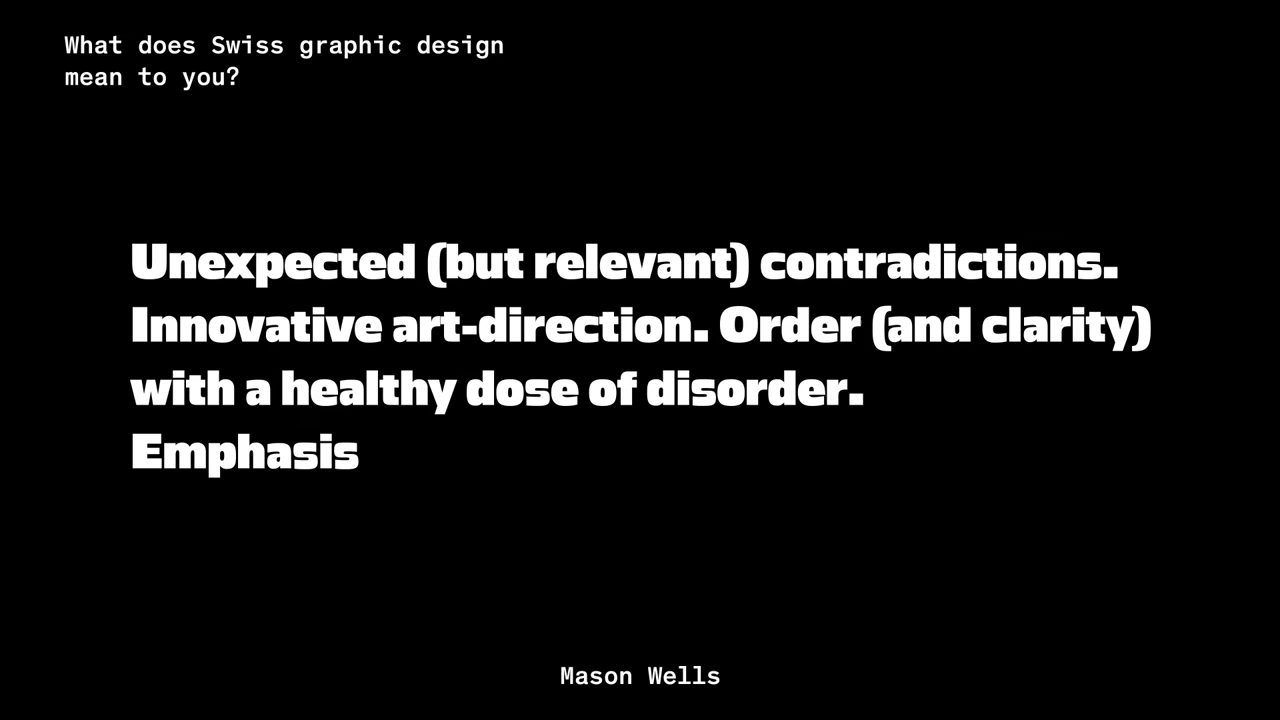 What does Swiss graphic design
mean to you?
Unexpected (but relevant) contradictions.
Innovative art-direction. Order (and clarity)
with a healthy dose of disorder.
Emphasis
Mason Wells